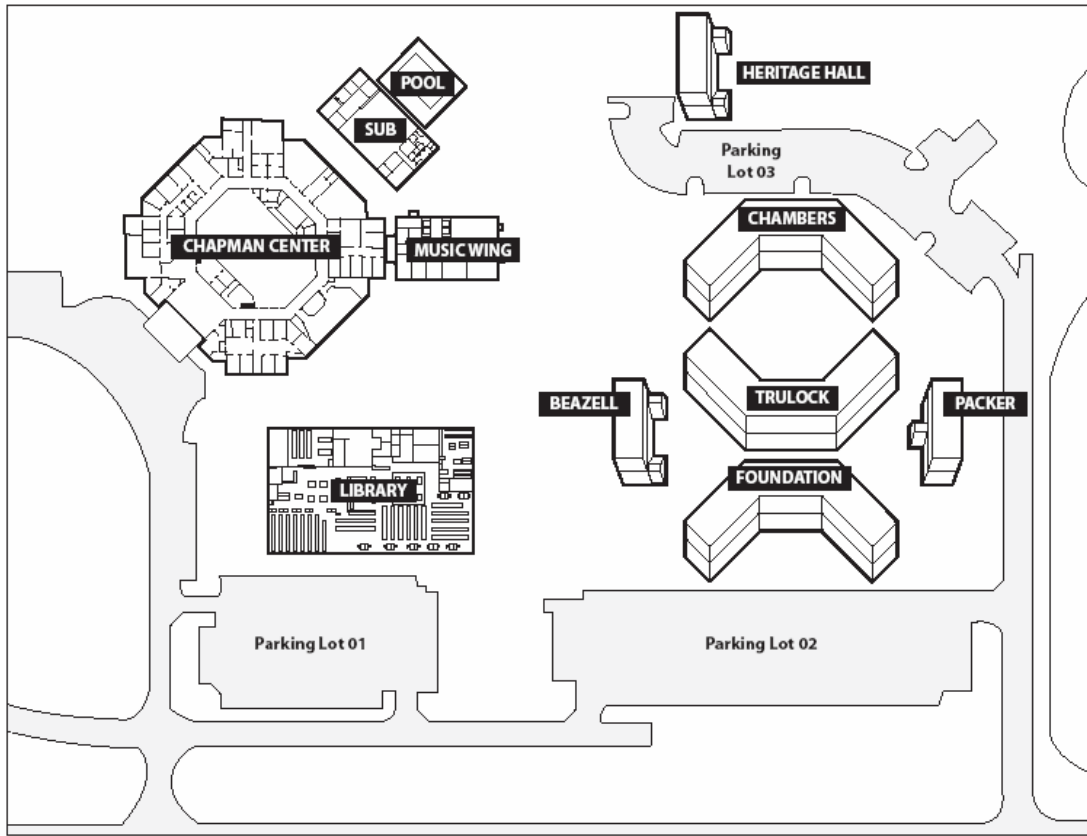 POOL
SUB
HERITAGE HALL
Parking
Lot 03
CHAPMAN CENTER
MUSIC WING
CHAMBERS
BEAZELL
TRULOCK
PACKER
FOUNDATION
LIBRARY
Parking Lot 01
Parking Lot 02